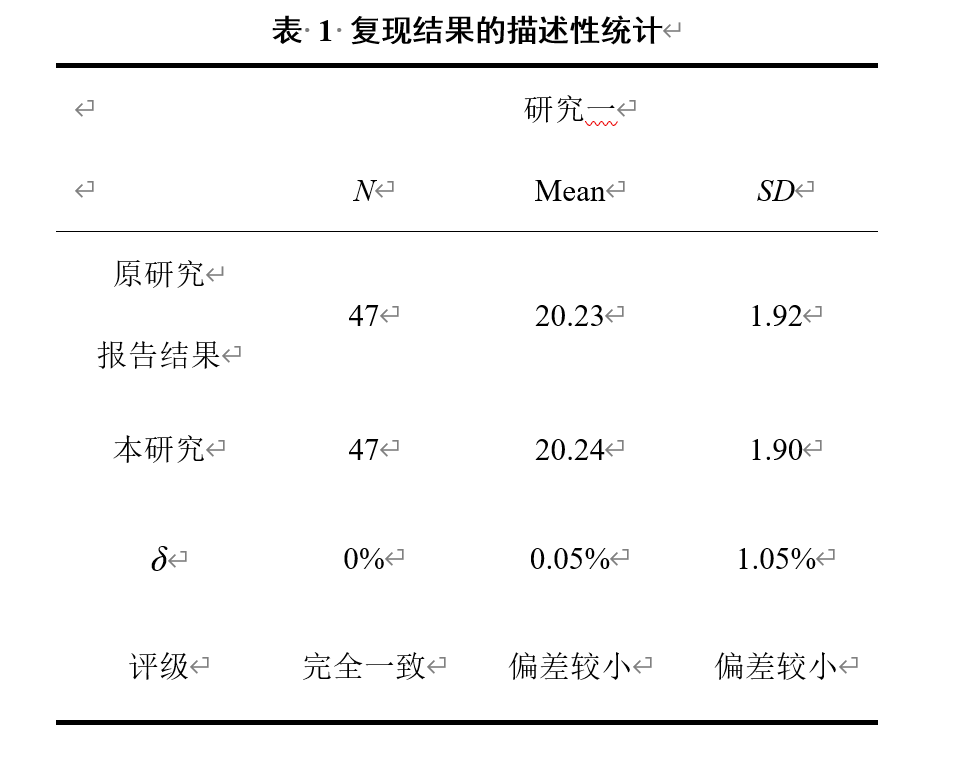 表 1 复现结果的描述性统计
研究一
N Mean SD
原研究
报告结果 47 20.23 1.92
本研究 47 20.24 1.90
δ 0% 0.05% 1.05%
评级 完全一致 偏差较小 偏差较小